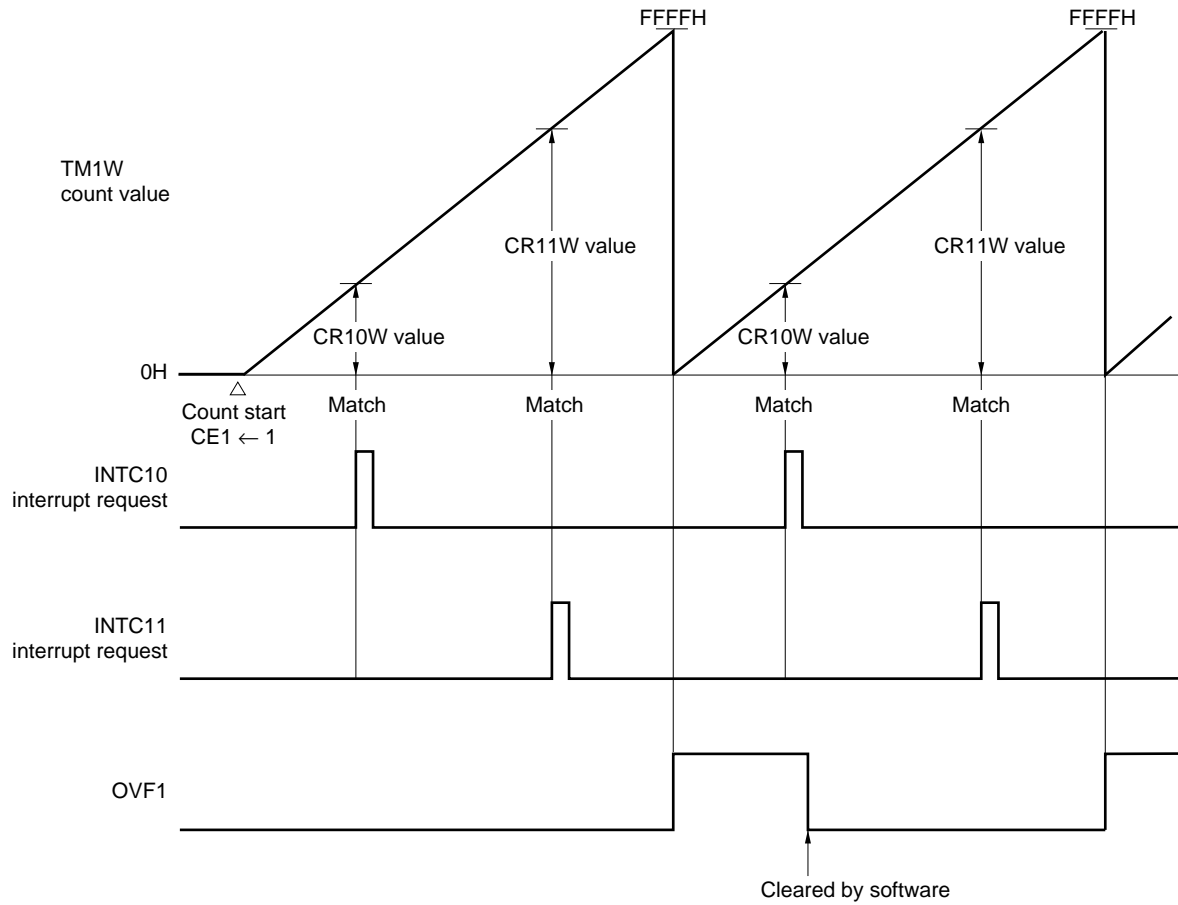 FFFFH
FFFFH
TM1W
count value
CR11W value
CR11W value
CR10W value
CR10W value
0H
Count start
CE1 ← 1
Match
Match
Match
Match
INTC10
interrupt request
INTC11
interrupt request
OVF1
Cleared by software